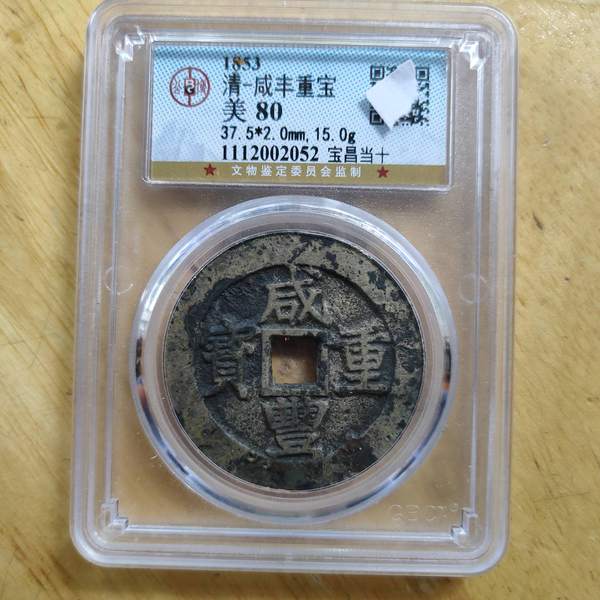 1853
清-咸丰重宝
美 80
37.5*2.0mm,15.0g
1112002052 宝昌当十
★ 文物鉴定委员会监制 ★
咸
寳 重
豐